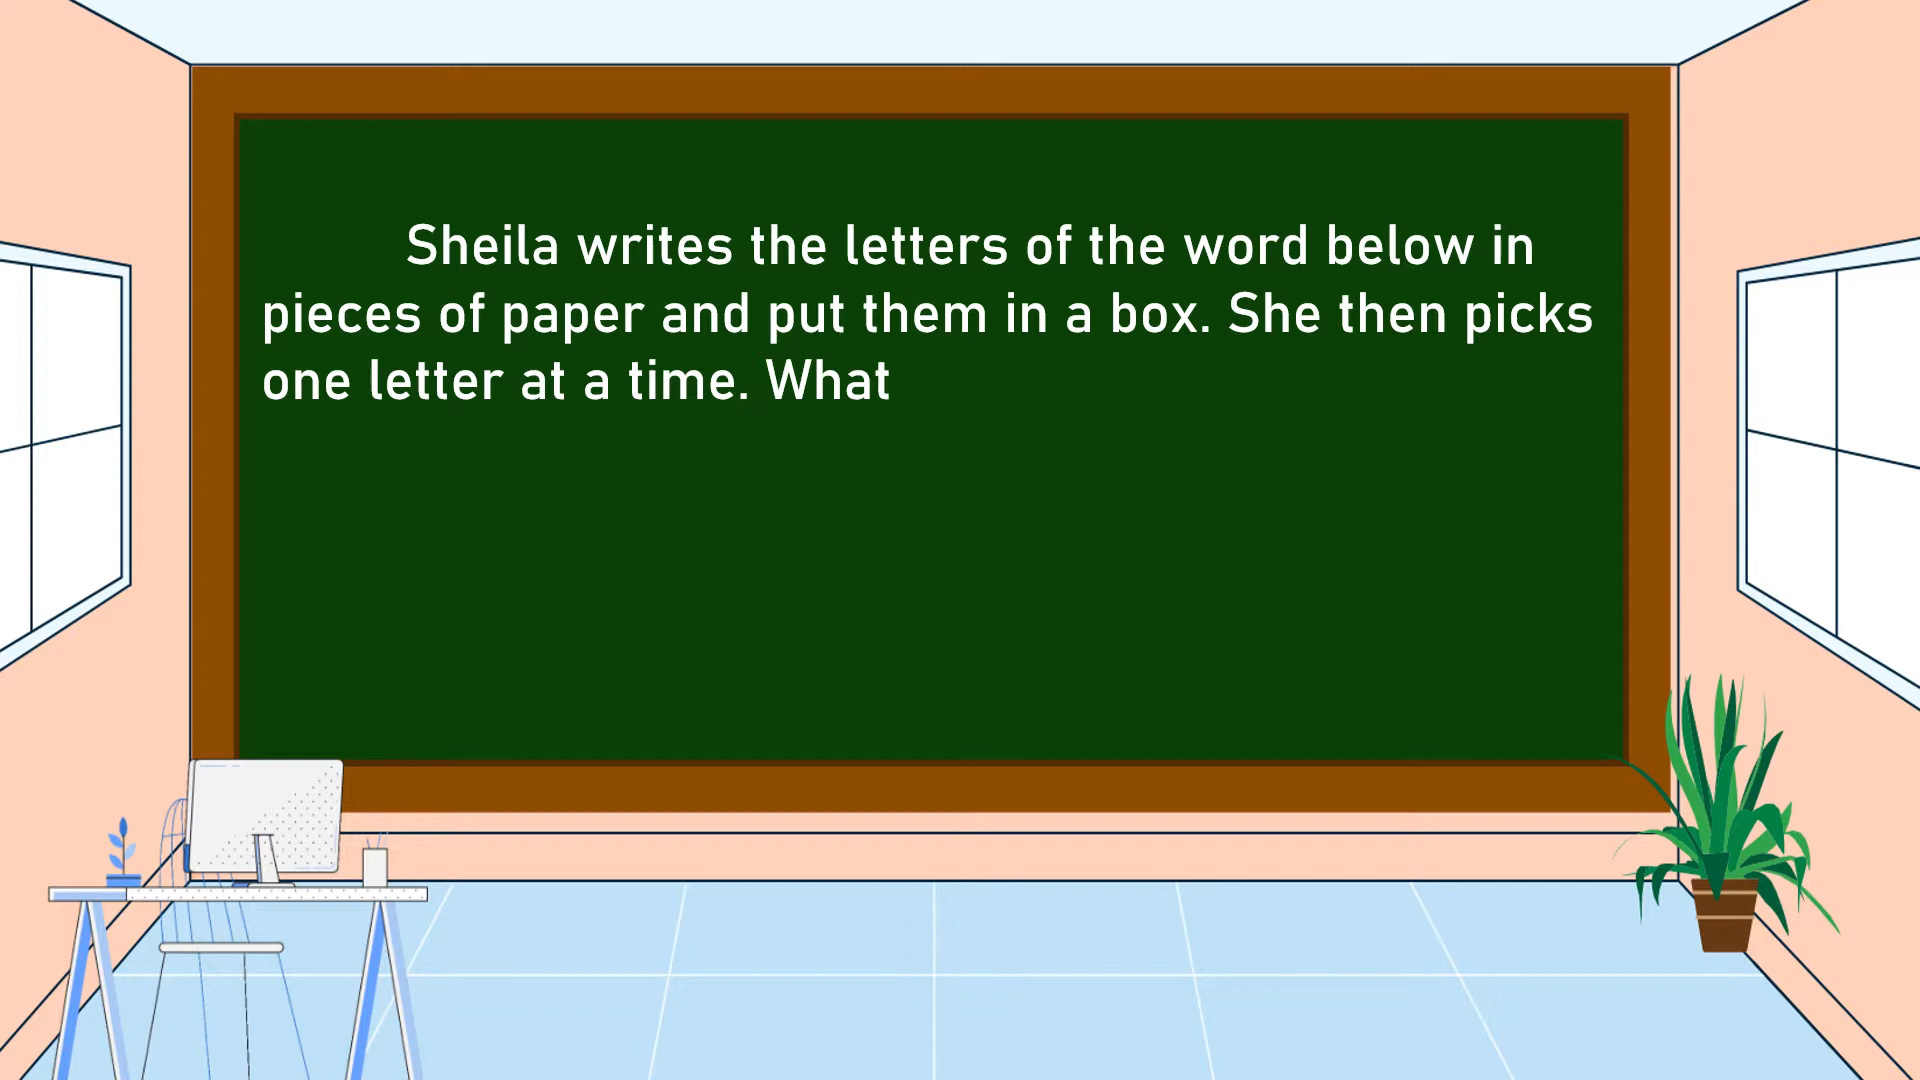 Sheila writes the letters of the word below in
pieces of paper and put them in a box. She then picks
one letter at a time. What